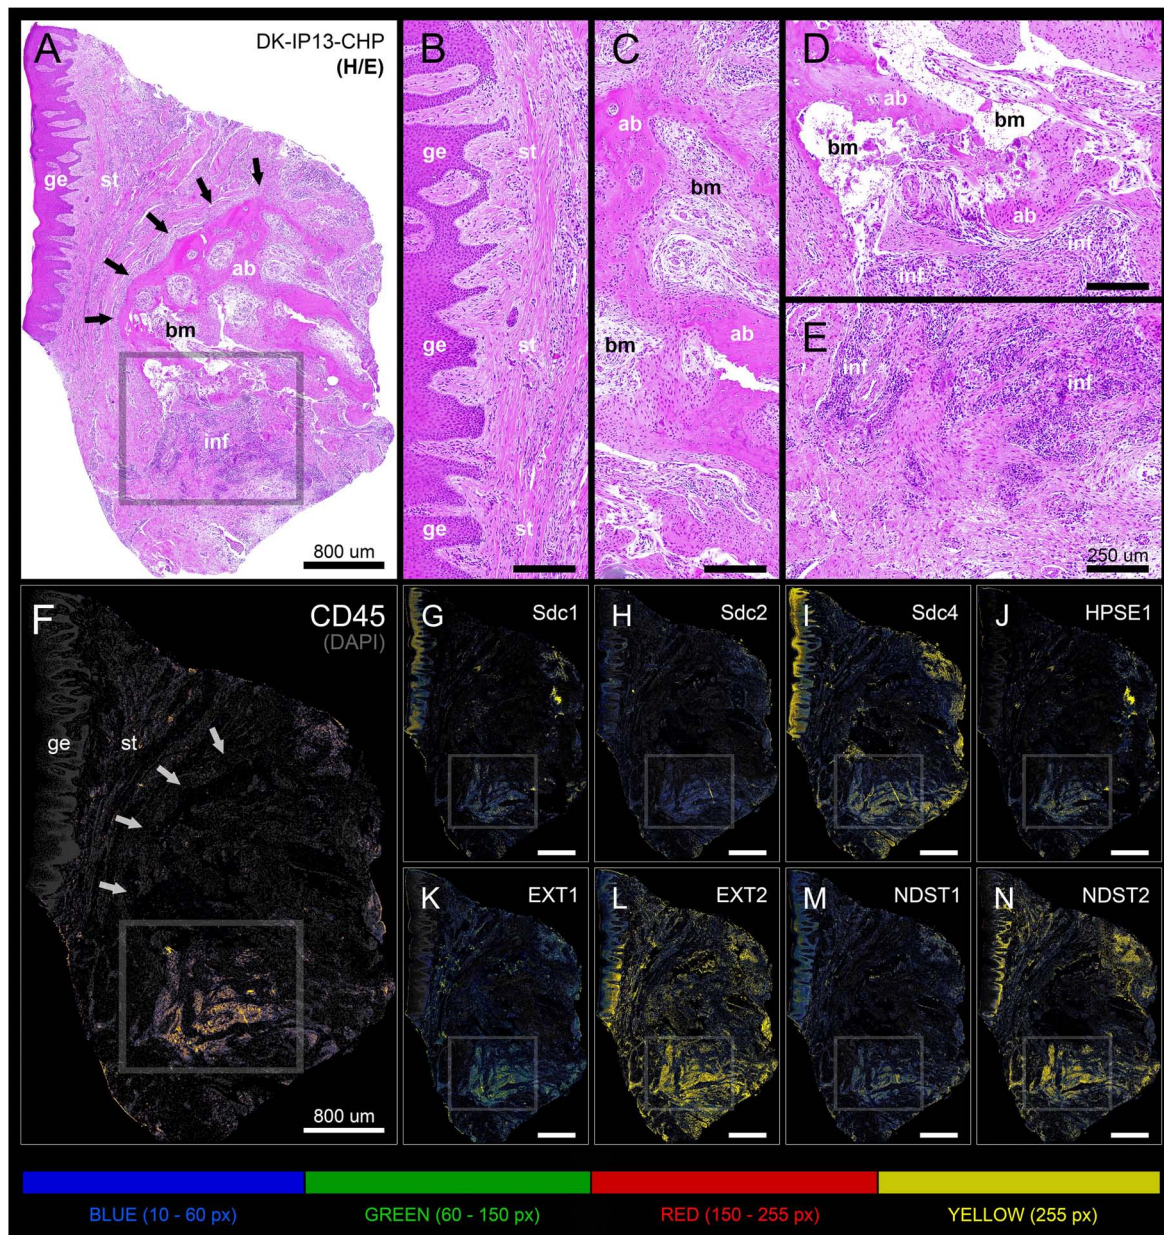 A
DK-IP13-CHP
(H/E)
ge
st
ab
bm
inf
800 um
B
ge
st
ge
st
ge
st
C
ab
bm
ab
bm
D
ab
bm
bm
ab
inf
inf
E
inf
inf
250 um
F
CD45
(DAPI)
ge
st
800 um
G
Sdc1
H
Sdc2
I
Sdc4
J
HPSE1
K
EXT1
L
EXT2
M
NDST1
N
NDST2
BLUE (10 - 60 px)
GREEN (60 - 150 px)
RED (150 - 255 px)
YELLOW (255 px)